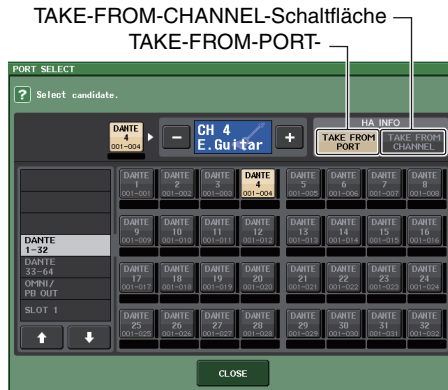 TAKE-FROM-CHANNEL-Schaltfläche
TAKE-FROM-PORT-
PORT SELECT
? Select candidate.
DANTE
4
001-004
−
CH 4
E.Guitar
+
HA INFO
TAKE FROM
PORT
TAKE FROM
CHANNEL
DANTE
1-32
DANTE
33-64
OMNI/
PB OUT
SLOT 1
DANTE DANTE DANTE DANTE DANTE DANTE DANTE DANTE
1 2 3 4 5 6 7 8
001-001 001-002 001-003 001-004 001-005 001-006 001-007 001-008
DANTE DANTE DANTE DANTE DANTE DANTE DANTE DANTE
9 10 11 12 13 14 15 16
001-009 001-010 001-011 001-012 001-013 001-014 001-015 001-016
DANTE DANTE DANTE DANTE DANTE DANTE DANTE DANTE
17 18 19 20 21 22 23 24
001-017 001-018 001-019 001-020 001-021 001-022 001-023 001-024
DANTE DANTE DANTE DANTE DANTE DANTE DANTE DANTE
25 26 27 28 29 30 31 32
001-025 001-026 001-027 001-028 001-029 001-030 001-031 001-032
CLOSE